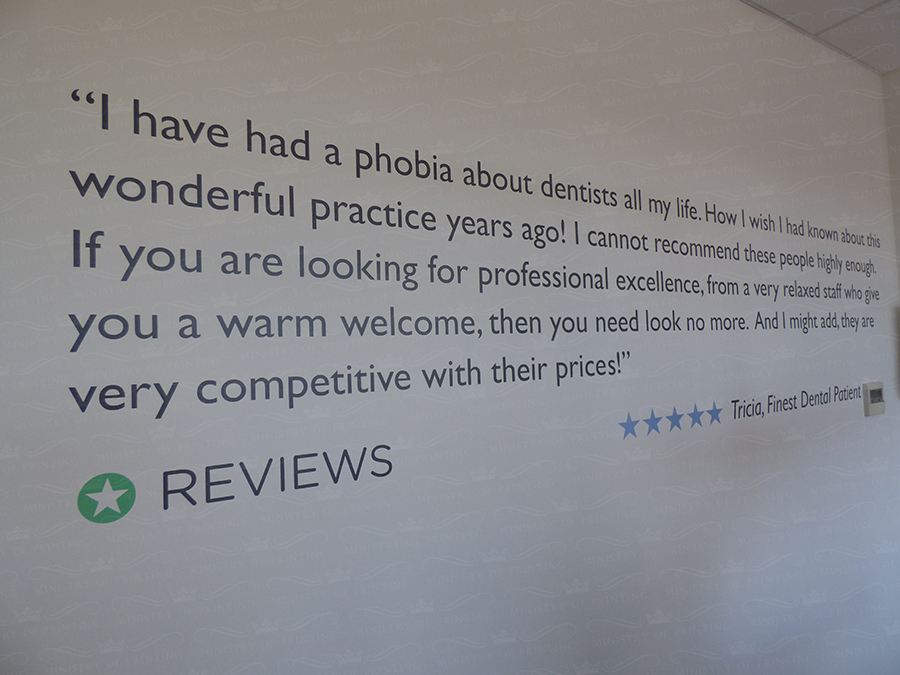 “I have had a phobia about dentists all my life. How I wish I had known about this
wonderful practice years ago! I cannot recommend these people highly enough.
If you are looking for professional excellence, from a very relaxed staff who give
you a warm welcome, then you need look no more. And I might add, they are
very competitive with their prices!”
Tricia, Finest Dental Patient
REVIEWS